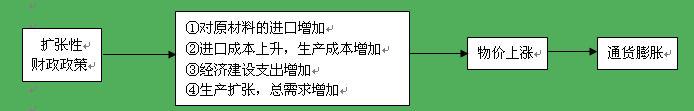 扩张性
财政政策
①对原材料的进口增加
②进口成本上升，生产成本增加
③经济建设支出增加
④生产扩张，总需求增加
物价上涨
通货膨胀